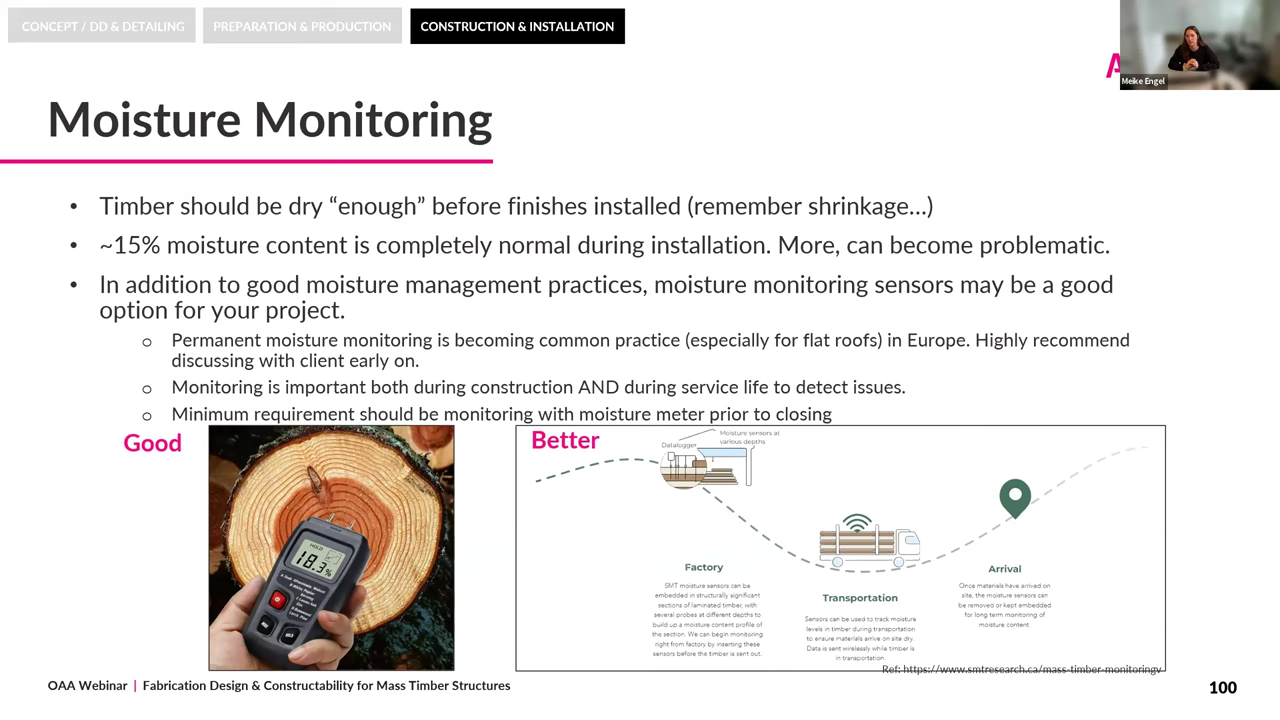 CONCEPT / DD & DETAILING
PREPARATION & PRODUCTION
CONSTRUCTION & INSTALLATION
A
Meike Engel
Moisture Monitoring
• Timber should be dry “enough” before finishes installed (remember shrinkage…)
• ~15% moisture content is completely normal during installation. More, can become problematic.
• In addition to good moisture management practices, moisture monitoring sensors may be a good
option for your project.
o Permanent moisture monitoring is becoming common practice (especially for flat roofs) in Europe. Highly recommend
discussing with client early on.
o Monitoring is important both during construction AND during service life to detect issues.
o Minimum requirement should be monitoring with moisture meter prior to closing
Good
HOLD
18.3%
Better
Datalogger
Moisture sensors at
various depths
Factory
SMT moisture sensors can be
embedded in structurally significant
sections of laminated timber, with
several probes at different depths to
build up a moisture content profile of
the section. We can begin monitoring
right from factory by inserting these
sensors before the timber is sent out.
Transportation
Sensors can be used to track moisture
levels in timber during transportation
to ensure materials arrive on site dry.
Data is sent wirelessly while timber is
in transportation.
Arrival
Once materials have arrived on
site, the moisture sensors can
be removed or kept embedded
for long term monitoring of
moisture content
Ref: https://www.smtresearch.ca/mass-timber-monitoringv
OAA Webinar | Fabrication Design & Constructability for Mass Timber Structures
100